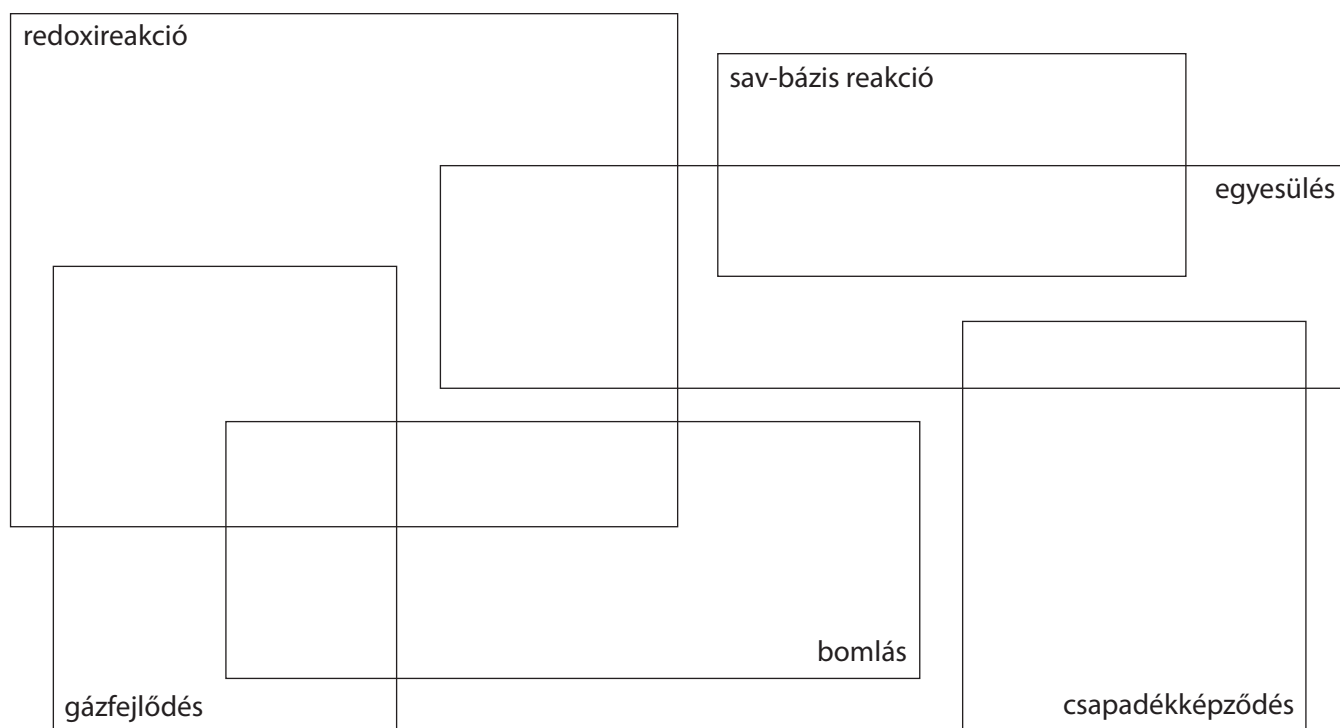 redoxireakció
sav-bázis reakció
egyesülés
bomlás
gázfejlődés
csapadékképződés